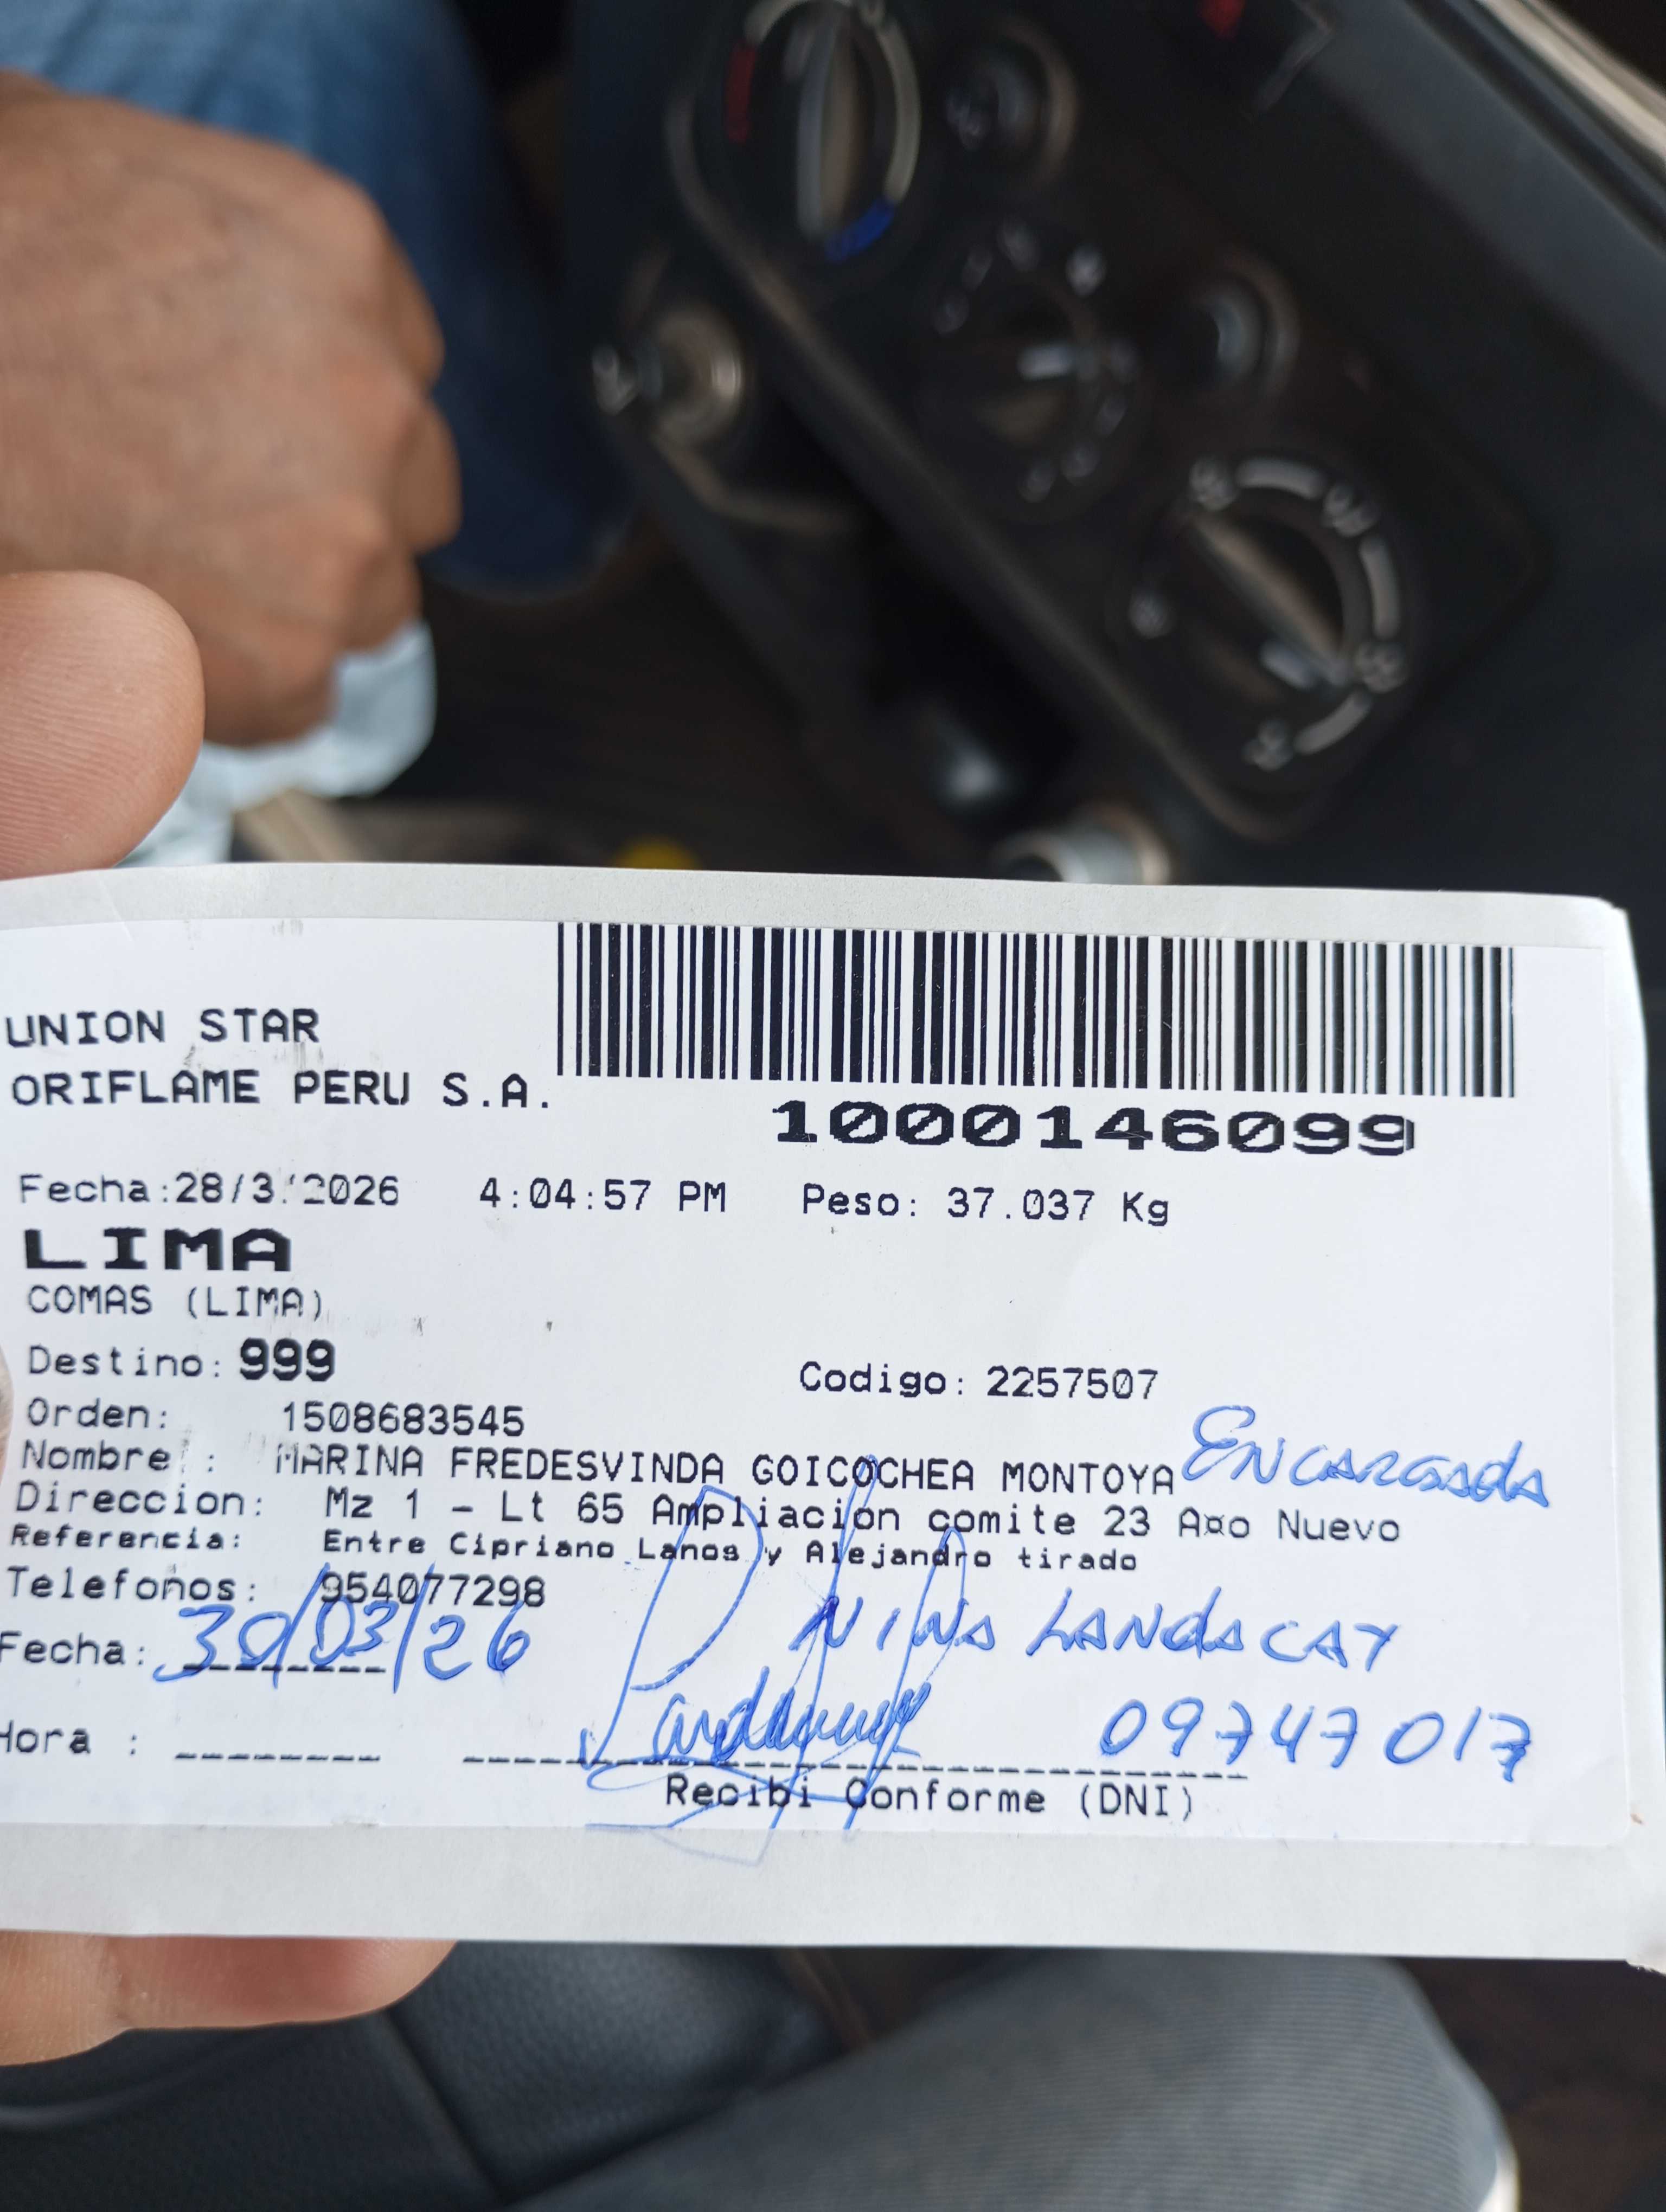 UNION STAR
ORIFLAME PERU S.A.
1000146099
Fecha:28/3/2026 4:04:57 PM Peso: 37.037 Kg
LIMA
COMAS (LIMA)
Destino: 999 Codigo: 2257507
Orden: 1508683545
Nombre : MARINA FREDESVINDA GOICOCHEA MONTOYA Encargada
Direccion: Mz 1 - Lt 65 Ampliacion comite 23 A¤o Nuevo
Referencia: Entre Cipriano Lanos y Alejandro tirado
Telefonos: 954077298
NINA LANDACAY
Fecha: 30/03/26
Hora : 09747017
Recibi Conforme (DNI)